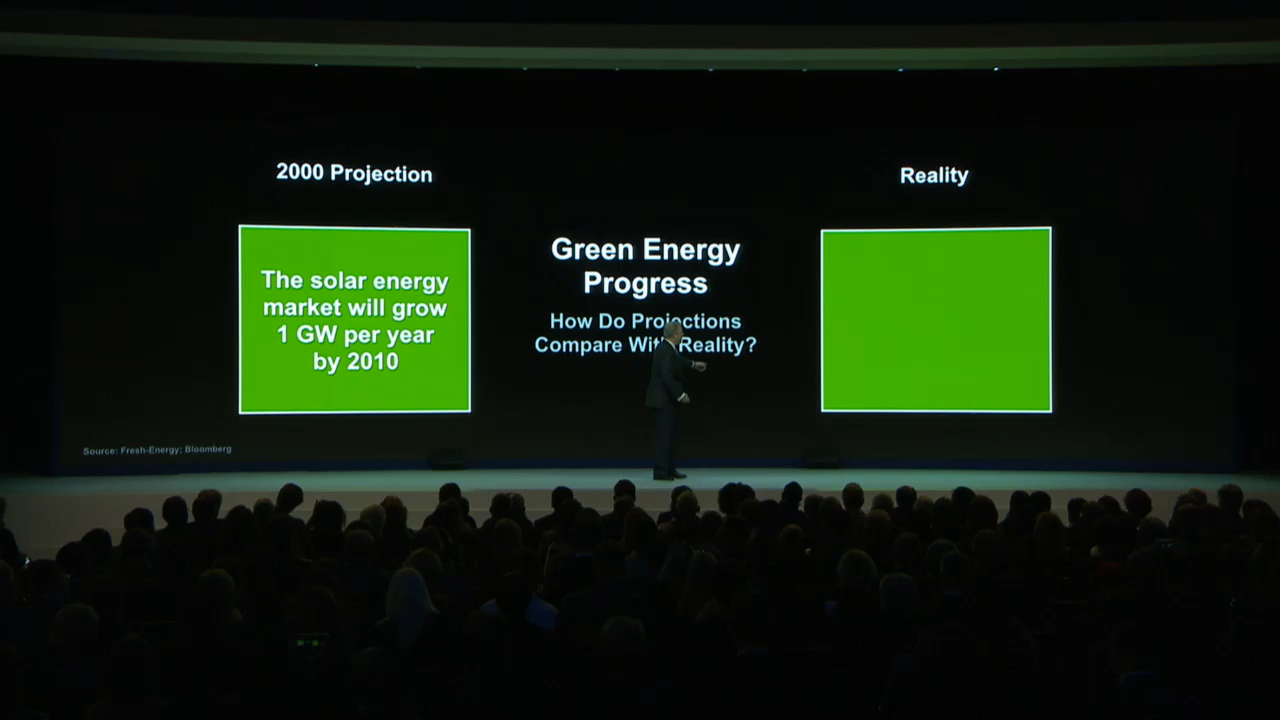 2000 Projection
Reality
The solar energy
market will grow
1 GW per year
by 2010
Green Energy
Progress
How Do Projections
Compare With Reality?
Source: Fresh-Energy; Bloomberg